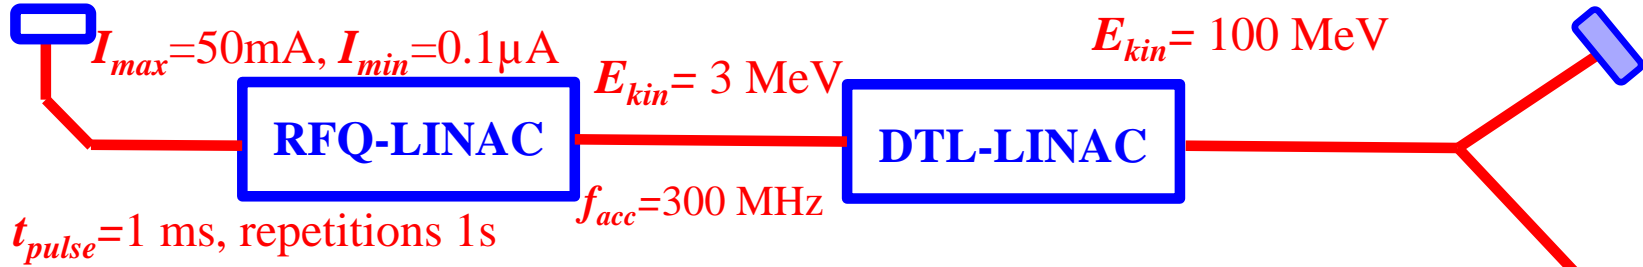 I_max=50mA, I_min=0.1µA
E_kin= 3 MeV
E_kin= 100 MeV
RFQ-LINAC
DTL-LINAC
f_acc=300 MHz
t_pulse=1 ms, repetitions 1s